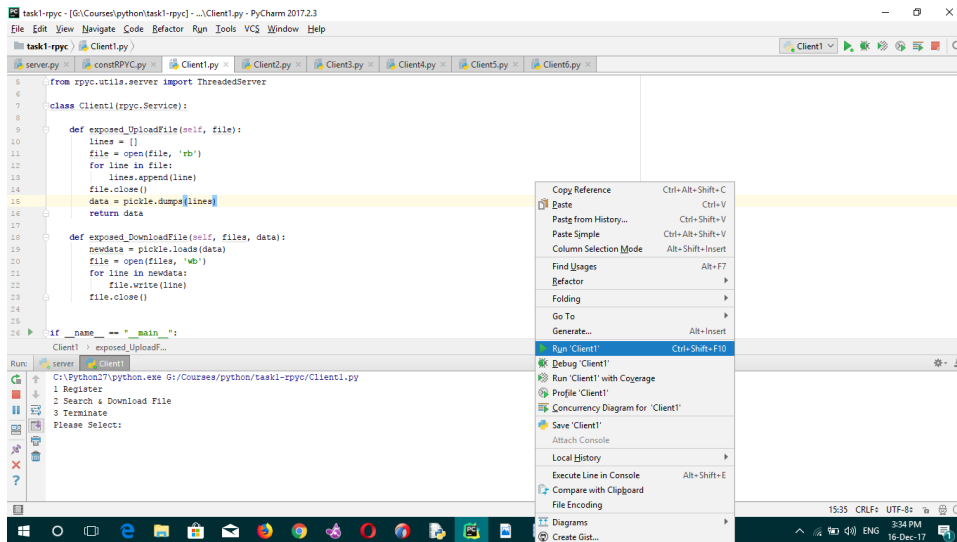 task1-rpyc - [G:\Courses\python\task1-rpyc] - ...\Client1.py - PyCharm 2017.2.3
File Edit View Navigate Code Refactor Run Tools VCS Window Help
task1-rpyc Client1.py Client1
server.py constRPYC.py Client1.py Client2.py Client3.py Client4.py Client5.py Client6.py
5 from rpyc.utils.server import ThreadedServer
6
7 class Client1(rpyc.Service):
8
9 def exposed_UploadFile(self, file):
10 lines = []
11 file = open(file, 'rb')
12 for line in file:
13 lines.append(line)
14 file.close()
15 data = pickle.dumps(lines)
16 return data
17
18 def exposed_DownloadFile(self, files, data):
19 newdata = pickle.loads(data)
20 file = open(files, 'wb')
21 for line in newdata:
22 file.write(line)
23 file.close()
24
25
26 if __name__ == "__main__":
Client1 > exposed_UploadF...
Run: server Client1
C:\Python27\python.exe G:/Courses/python/task1-rpyc/Client1.py
1 Register
2 Search & Download File
3 Terminate
Please Select:
Copy Reference Ctrl+Alt+Shift+C
Paste Ctrl+V
Paste from History... Ctrl+Shift+V
Paste Simple Ctrl+Alt+Shift+V
Column Selection Mode Alt+Shift+Insert
Find Usages Alt+F7
Refactor
Folding
Go To
Generate... Alt+Insert
Run 'Client1' Ctrl+Shift+F10
Debug 'Client1'
Run 'Client1' with Coverage
Profile 'Client1'
Concurrency Diagram for 'Client1'
Save 'Client1'
Attach Console
Local History
Execute Line in Console Alt+Shift+E
Compare with Clipboard
File Encoding
Diagrams
Create Gist...
15:35 CRLF÷ UTF-8÷
ENG 3:34 PM
16-Dec-17